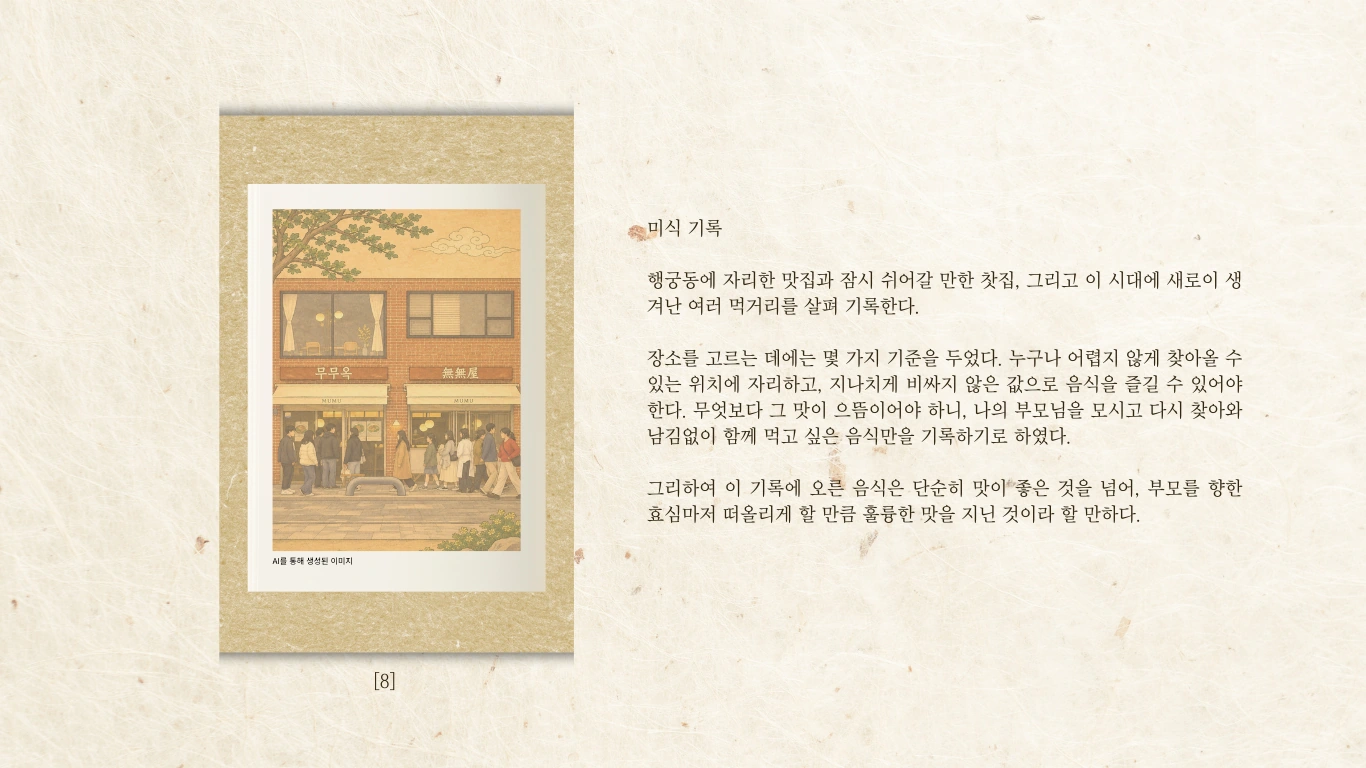 무무옥
無無屋
MUMU
MUMU
AI를 통해 생성된 이미지
[8]
미식 기록
행궁동에 자리한 맛집과 잠시 쉬어갈 만한 찻집, 그리고 이 시대에 새로이 생
겨난 여러 먹거리를 살펴 기록한다.
장소를 고르는 데에는 몇 가지 기준을 두었다. 누구나 어렵지 않게 찾아올 수
있는 위치에 자리하고, 지나치게 비싸지 않은 값으로 음식을 즐길 수 있어야
한다. 무엇보다 그 맛이 으뜸이어야 하니, 나의 부모님을 모시고 다시 찾아와
남김없이 함께 먹고 싶은 음식만을 기록하기로 하였다.
그리하여 이 기록에 오른 음식은 단순히 맛이 좋은 것을 넘어, 부모를 향한
효심마저 떠올리게 할 만큼 훌륭한 맛을 지닌 것이라 할 만하다.